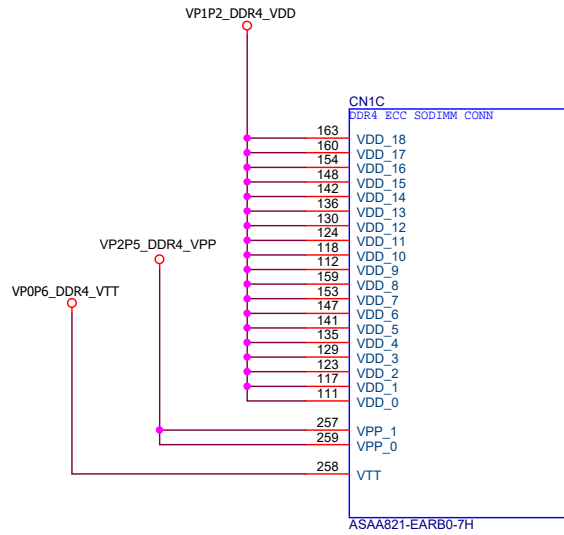 VP1P2_DDR4_VDD
CN1C
DDR4 ECC SODIMM CONN
163 VDD_18
160 VDD_17
154 VDD_16
148 VDD_15
142 VDD_14
136 VDD_13
130 VDD_12
124 VDD_11
VP2P5_DDR4_VPP
118 VDD_10
112 VDD_9
159 VDD_8
VP0P6_DDR4_VTT
153 VDD_7
147 VDD_6
141 VDD_5
135 VDD_4
129 VDD_3
123 VDD_2
117 VDD_1
111 VDD_0
257 VPP_1
259 VPP_0
258 VTT
ASAA821-EARB0-7H